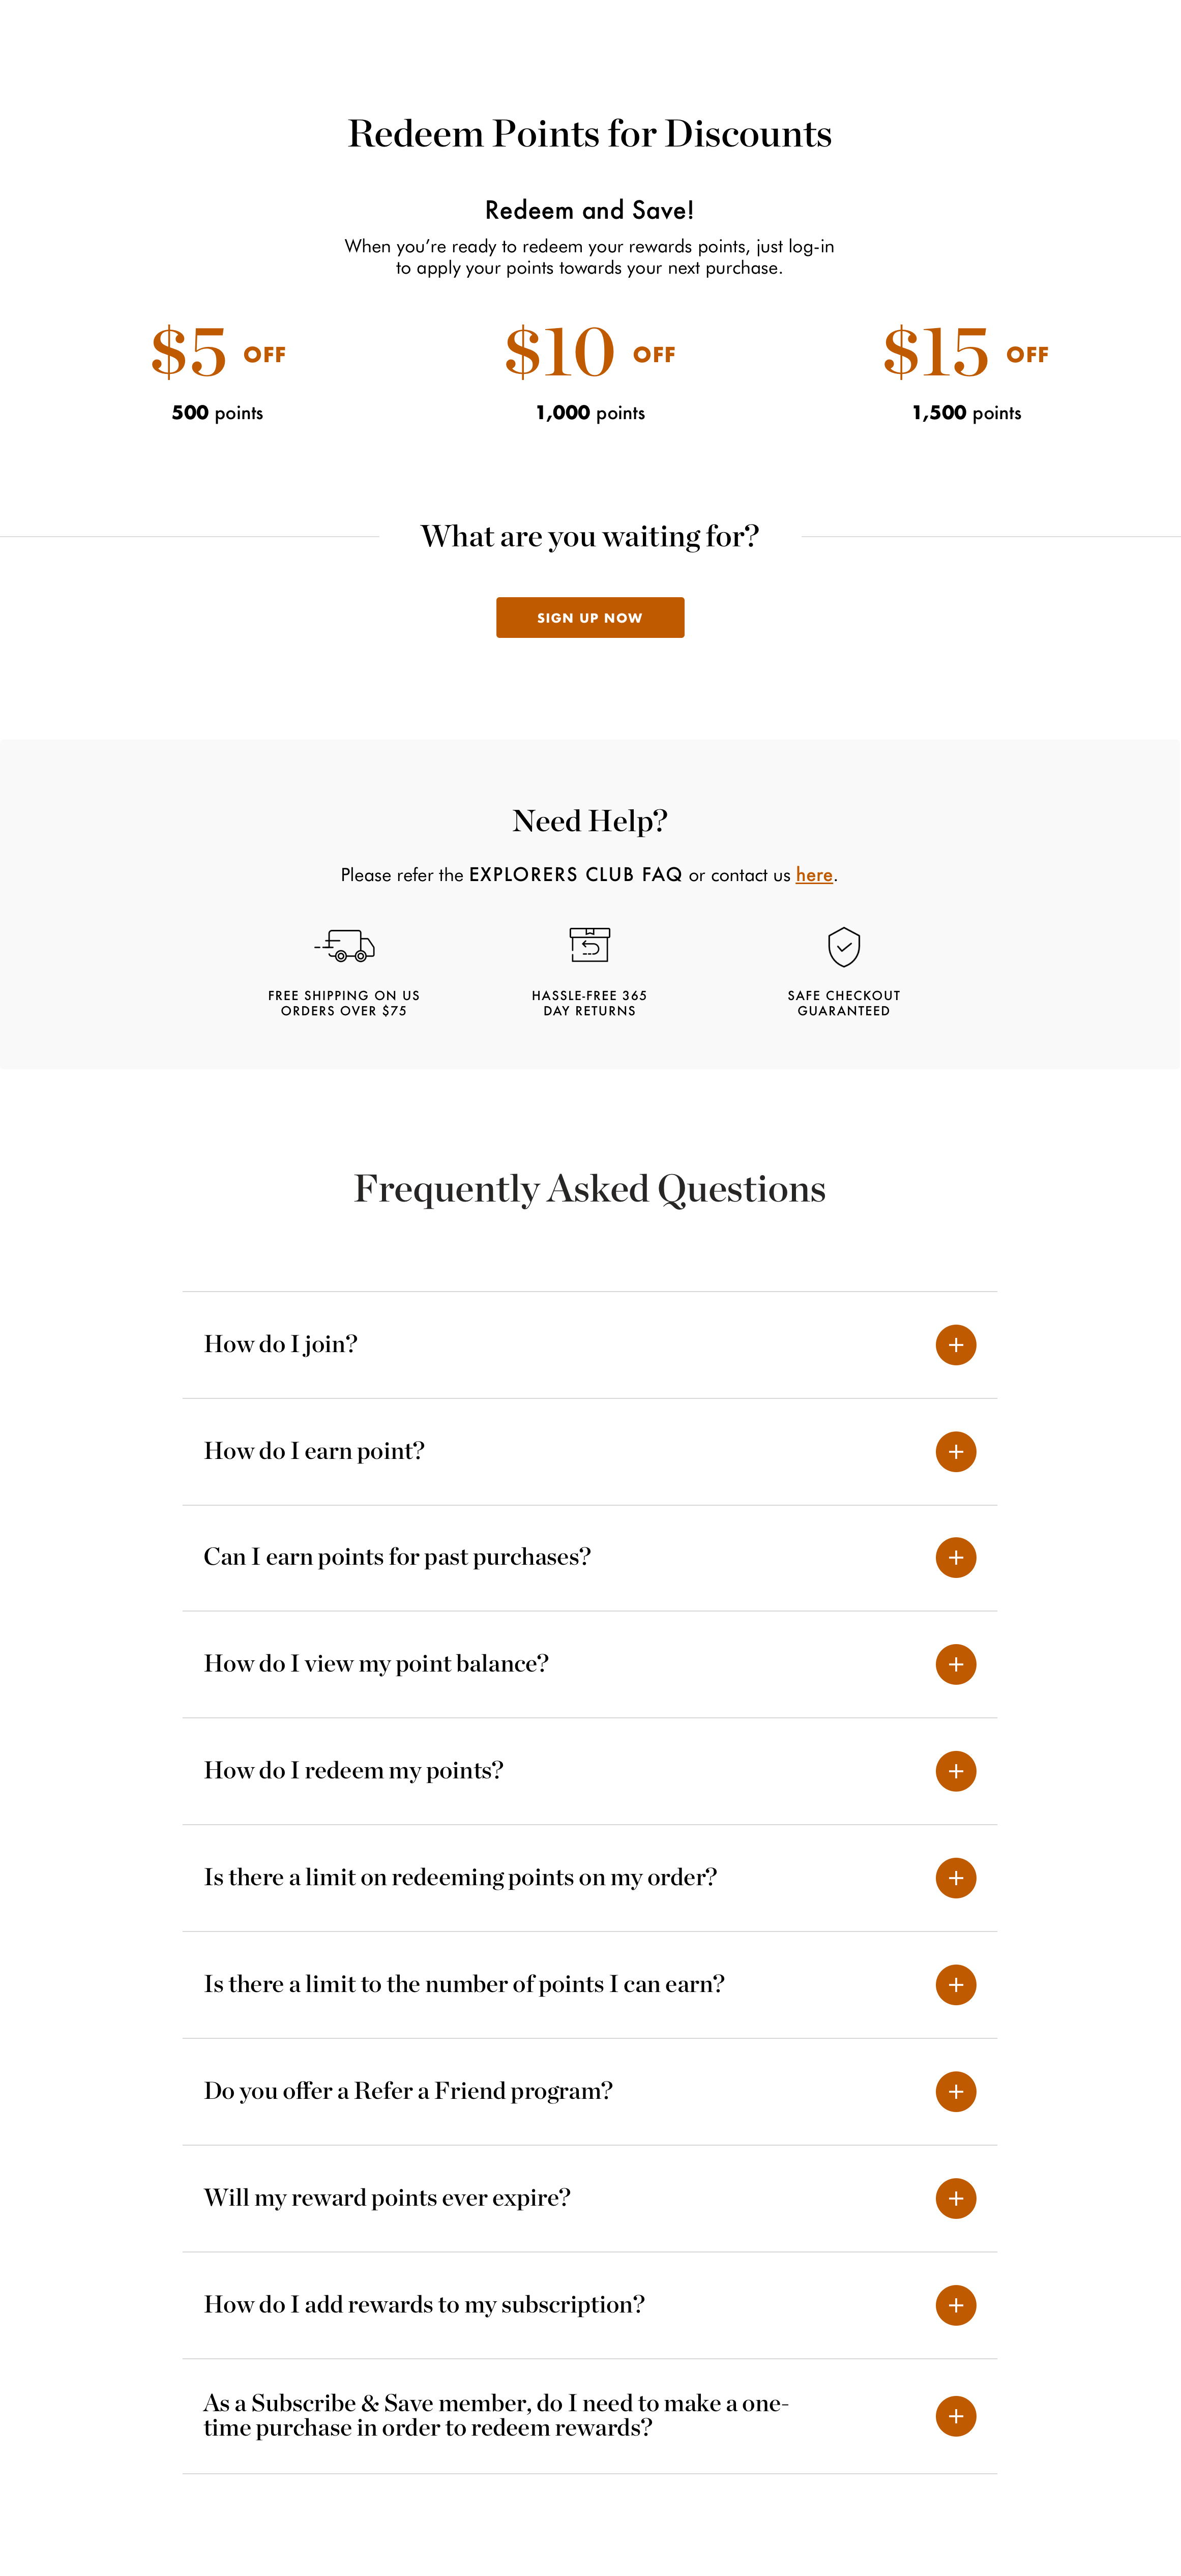 Redeem Points for Discounts
Redeem and Save!
When you’re ready to redeem your rewards points, just log-in
to apply your points towards your next purchase.
$5 OFF
500 points
$10 OFF
1,000 points
$15 OFF
1,500 points
What are you waiting for?
SIGN UP NOW
Need Help?
Please refer the EXPLORERS CLUB FAQ or contact us here.
FREE SHIPPING ON US
ORDERS OVER $75
HASSLE-FREE 365
DAY RETURNS
SAFE CHECKOUT
GUARANTEED
Frequently Asked Questions
How do I join?
How do I earn point?
Can I earn points for past purchases?
How do I view my point balance?
How do I redeem my points?
Is there a limit on redeeming points on my order?
Is there a limit to the number of points I can earn?
Do you offer a Refer a Friend program?
Will my reward points ever expire?
How do I add rewards to my subscription?
As a Subscribe & Save member, do I need to make a one-
time purchase in order to redeem rewards?